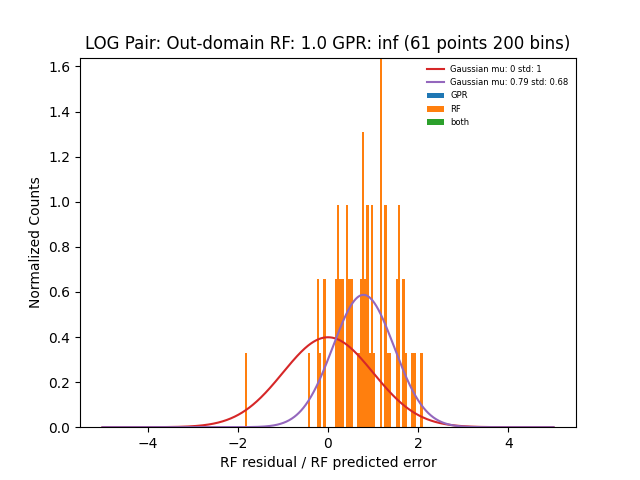 LOG Pair: Out-domain RF: 1.0 GPR: inf (61 points 200 bins)
Gaussian mu: 0 std: 1
Gaussian mu: 0.79 std: 0.68
GPR
RF
both
Normalized Counts
1.6
1.4
1.2
1.0
0.8
0.6
0.4
0.2
0.0
−4
−2
0
2
4
RF residual / RF predicted error